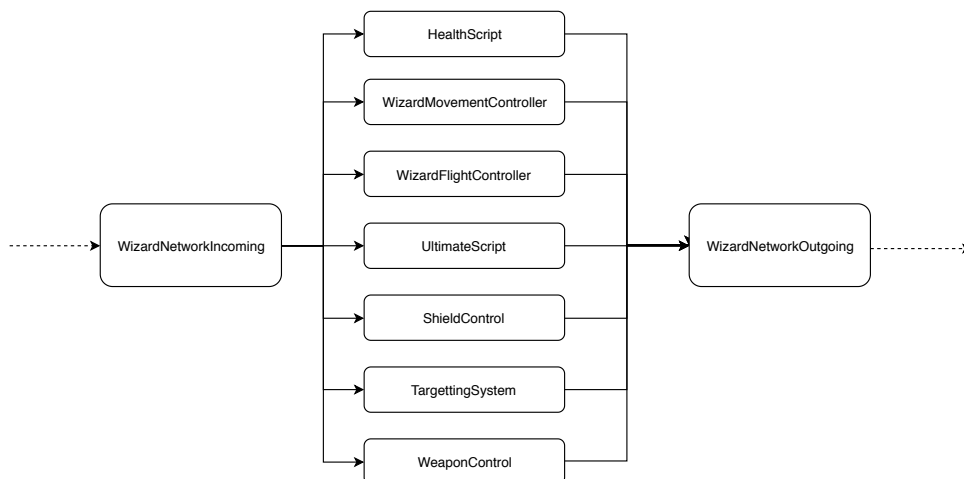 HealthScript
WizardMovementController
WizardFlightController
WizardNetworkIncoming
UltimateScript
WizardNetworkOutgoing
ShieldControl
TargettingSystem
WeaponControl